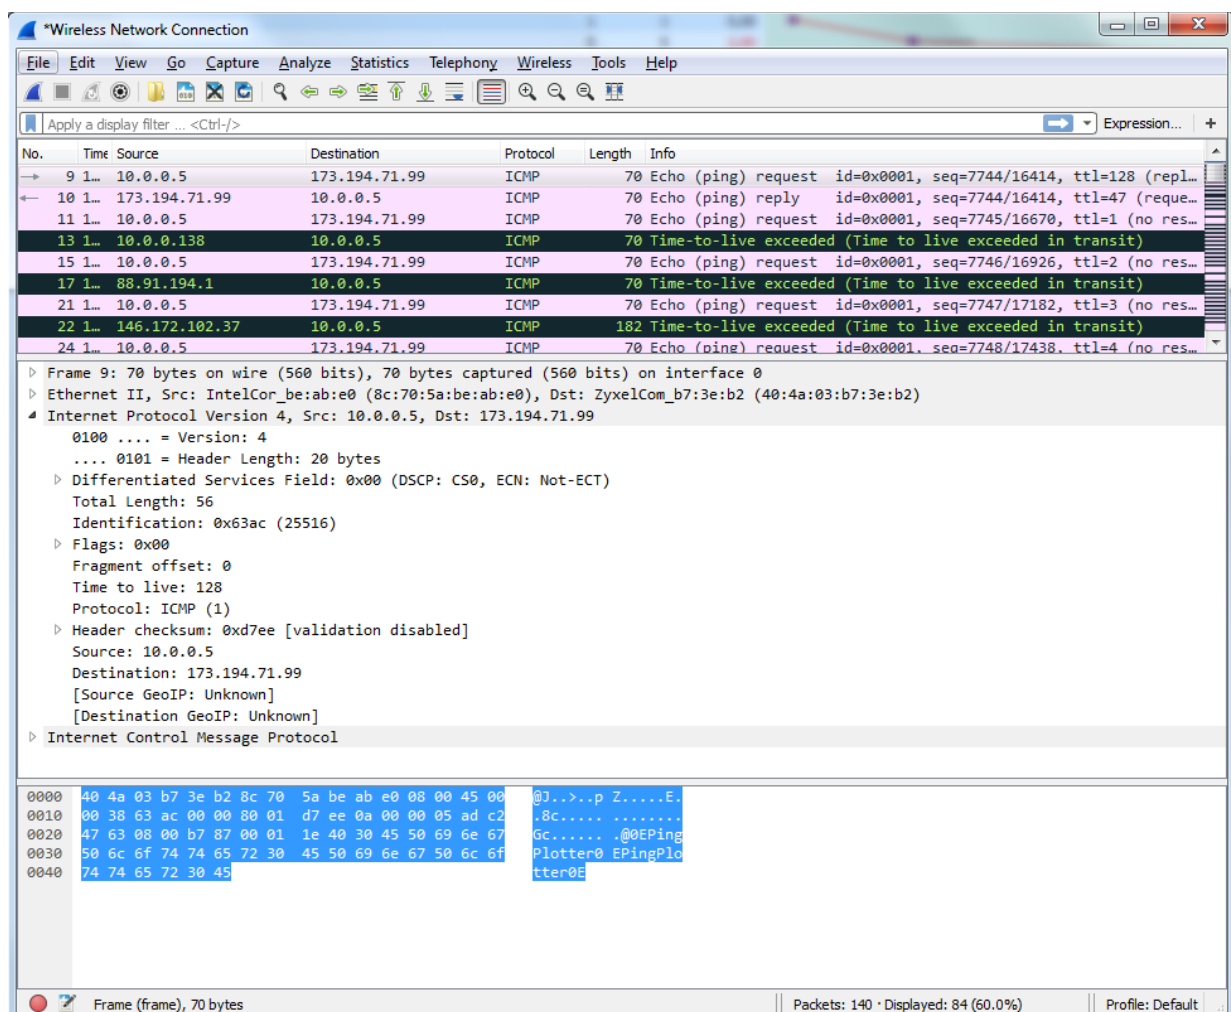 *Wireless Network Connection
File Edit View Go Capture Analyze Statistics Telephony Wireless Tools Help
Apply a display filter ... <Ctrl-/> Expression... +
No. Time Source Destination Protocol Length Info
9 1… 10.0.0.5 173.194.71.99 ICMP 70 Echo (ping) request id=0x0001, seq=7744/16414, ttl=128 (repl…
10 1… 173.194.71.99 10.0.0.5 ICMP 70 Echo (ping) reply id=0x0001, seq=7744/16414, ttl=47 (reque…
11 1… 10.0.0.5 173.194.71.99 ICMP 70 Echo (ping) request id=0x0001, seq=7745/16670, ttl=1 (no res…
13 1… 10.0.0.138 10.0.0.5 ICMP 70 Time-to-live exceeded (Time to live exceeded in transit)
15 1… 10.0.0.5 173.194.71.99 ICMP 70 Echo (ping) request id=0x0001, seq=7746/16926, ttl=2 (no res…
17 1… 88.91.194.1 10.0.0.5 ICMP 70 Time-to-live exceeded (Time to live exceeded in transit)
21 1… 10.0.0.5 173.194.71.99 ICMP 70 Echo (ping) request id=0x0001, seq=7747/17182, ttl=3 (no res…
22 1… 146.172.102.37 10.0.0.5 ICMP 182 Time-to-live exceeded (Time to live exceeded in transit)
24 1… 10.0.0.5 173.194.71.99 ICMP 70 Echo (ping) request id=0x0001, seq=7748/17438, ttl=4 (no res…
Frame 9: 70 bytes on wire (560 bits), 70 bytes captured (560 bits) on interface 0
Ethernet II, Src: IntelCor_be:ab:e0 (8c:70:5a:be:ab:e0), Dst: ZyxelCom_b7:3e:b2 (40:4a:03:b7:3e:b2)
Internet Protocol Version 4, Src: 10.0.0.5, Dst: 173.194.71.99
0100 .... = Version: 4
.... 0101 = Header Length: 20 bytes
Differentiated Services Field: 0x00 (DSCP: CS0, ECN: Not-ECT)
Total Length: 56
Identification: 0x63ac (25516)
Flags: 0x00
Fragment offset: 0
Time to live: 128
Protocol: ICMP (1)
Header checksum: 0xd7ee [validation disabled]
Source: 10.0.0.5
Destination: 173.194.71.99
[Source GeoIP: Unknown]
[Destination GeoIP: Unknown]
Internet Control Message Protocol
0000 40 4a 03 b7 3e b2 8c 70 5a be ab e0 08 00 45 00 @J..>..p Z.....E.
0010 00 38 63 ac 00 00 80 01 d7 ee 0a 00 00 05 ad c2 .8c..... ........
0020 47 63 08 00 b7 87 00 01 1e 40 30 45 50 69 6e 67 Gc...... .@0EPing
0030 50 6c 6f 74 74 65 72 30 45 50 69 6e 67 50 6c 6f Plotter0 EPingPlo
0040 74 74 65 72 30 45 tter0E
Frame (frame), 70 bytes Packets: 140 · Displayed: 84 (60.0%) Profile: Default